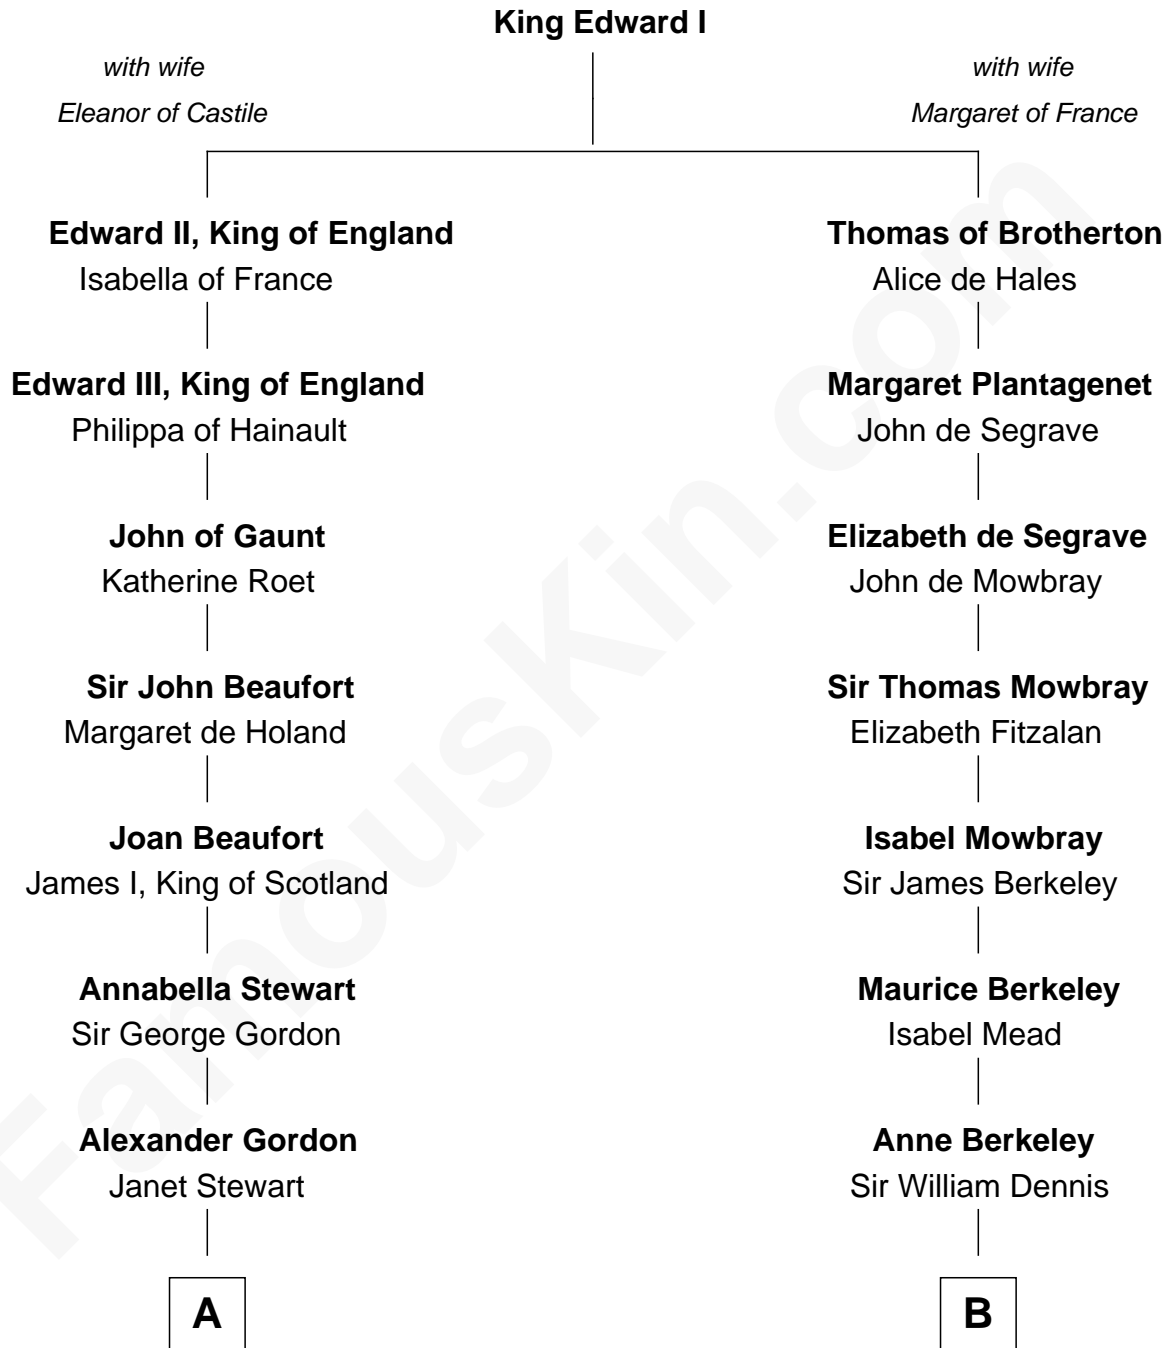 King Edward I
with wife
Eleanor of Castile
with wife
Margaret of France
Edward II, King of England
Isabella of France
Thomas of Brotherton
Alice de Hales
Edward III, King of England
Philippa of Hainault
Margaret Plantagenet
John de Segrave
John of Gaunt
Katherine Roet
Elizabeth de Segrave
John de Mowbray
Sir John Beaufort
Margaret de Holand
Sir Thomas Mowbray
Elizabeth Fitzalan
Joan Beaufort
James I, King of Scotland
Isabel Mowbray
Sir James Berkeley
Annabella Stewart
Sir George Gordon
Maurice Berkeley
Isabel Mead
Alexander Gordon
Janet Stewart
Anne Berkeley
Sir William Dennis
A
B
FamousKin.com